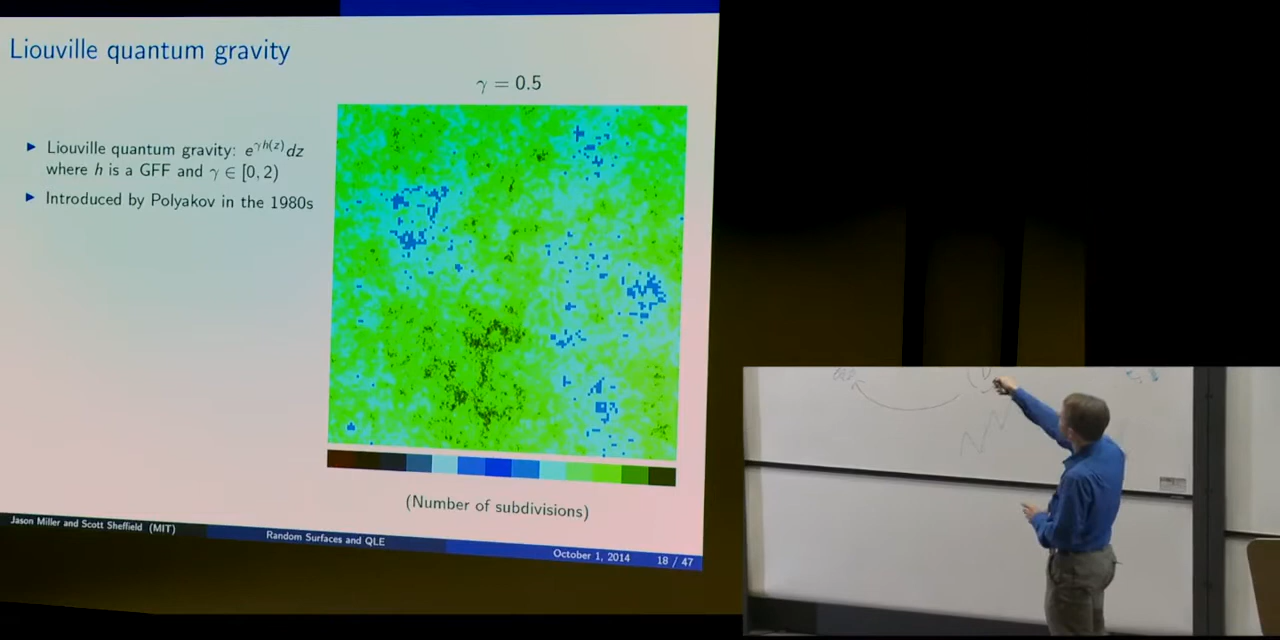 Liouville quantum gravity
γ = 0.5
► Liouville quantum gravity: e^{γh(z)}dz
where h is a GFF and γ ∈ [0, 2)
► Introduced by Polyakov in the 1980s
(Number of subdivisions)
Jason Miller and Scott Sheffield (MIT)
Random Surfaces and QLE
October 1, 2014
18 / 47